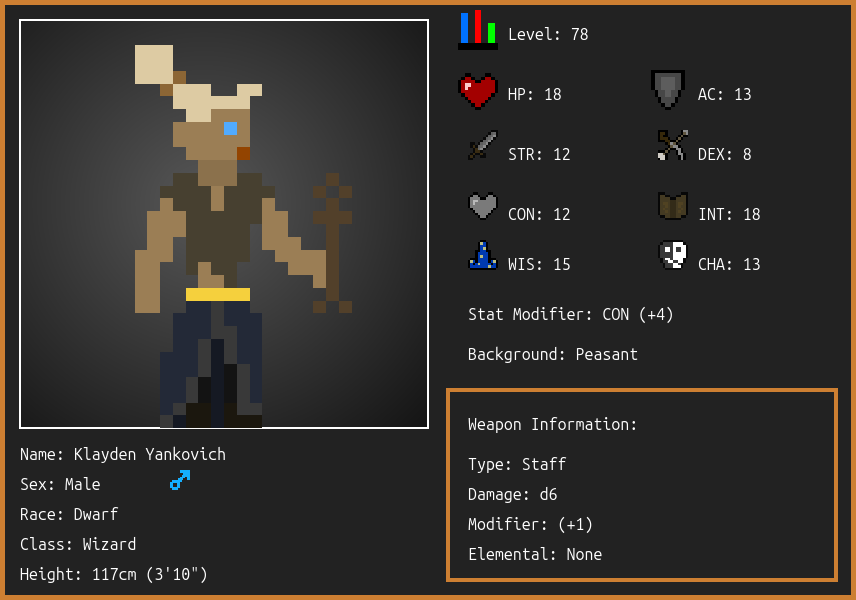 Level: 78
HP: 18
AC: 13
STR: 12
DEX: 8
CON: 12
INT: 18
WIS: 15
CHA: 13
Stat Modifier: CON (+4)
Background: Peasant
Weapon Information:
Type: Staff
Damage: d6
Modifier: (+1)
Elemental: None
Name: Klayden Yankovich
Sex: Male
Race: Dwarf
Class: Wizard
Height: 117cm (3'10")